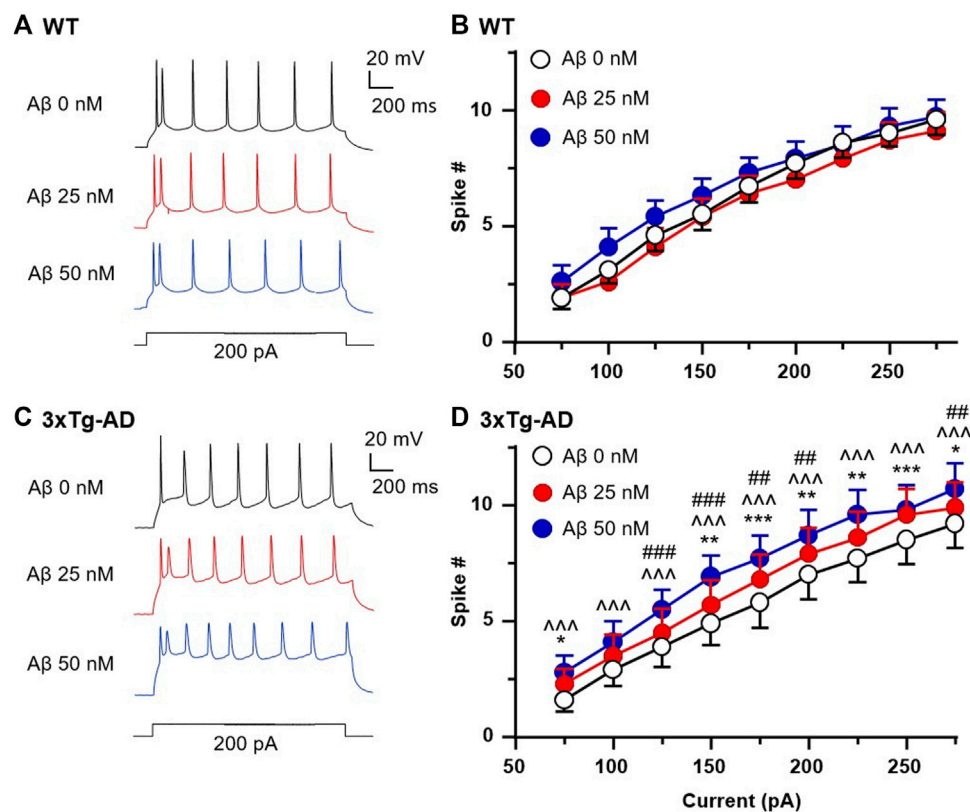 A WT
20 mV
200 ms
Aβ 0 nM
Aβ 25 nM
Aβ 50 nM
200 pA
B WT
Aβ 0 nM
Aβ 25 nM
Aβ 50 nM
10
5
0
Spike #
50 100 150 200 250
C 3xTg-AD
20 mV
200 ms
Aβ 0 nM
Aβ 25 nM
Aβ 50 nM
200 pA
D 3xTg-AD
Aβ 0 nM
Aβ 25 nM
Aβ 50 nM
^^^
*
^^^
###
^^^
###
^^^
**
##
^^^
***
##
^^^
**
^^^
**
^^^
***
##
^^^
*
10
5
0
Spike #
50 100 150 200 250
Current (pA)